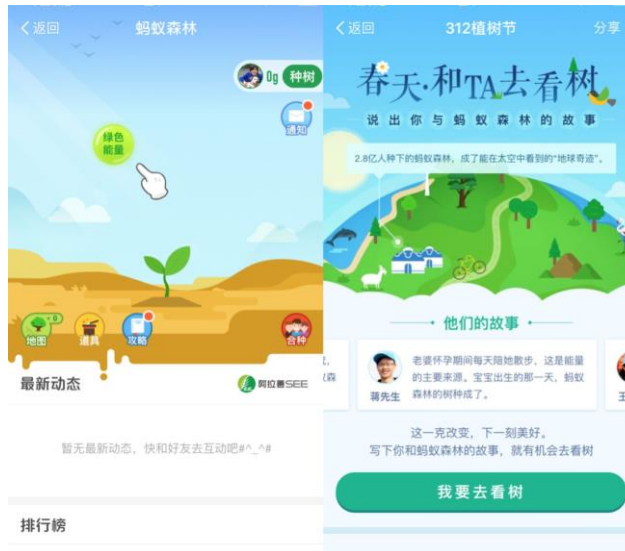 返回
蚂蚁森林
0g
种树
通知
绿色
能量
地图
+0
道具
攻略
合种
最新动态
阿拉善SEE
暂无最新动态，快和好友去互动吧#^_^#
排行榜
返回
312植树节
分享
春天·和TA去看树
说出你与蚂蚁森林的故事
2.8亿人种下的蚂蚁森林，成了能在太空中看到的“地球奇迹”。
他们的故事
老婆怀孕期间每天陪她散步，这是能量
的主要来源。宝宝出生的那一天，蚂蚁
森林的树种成了。
蒋先生
王
这一克改变，下一刻美好。
写下你和蚂蚁森林的故事，就有机会去看树
我要去看树